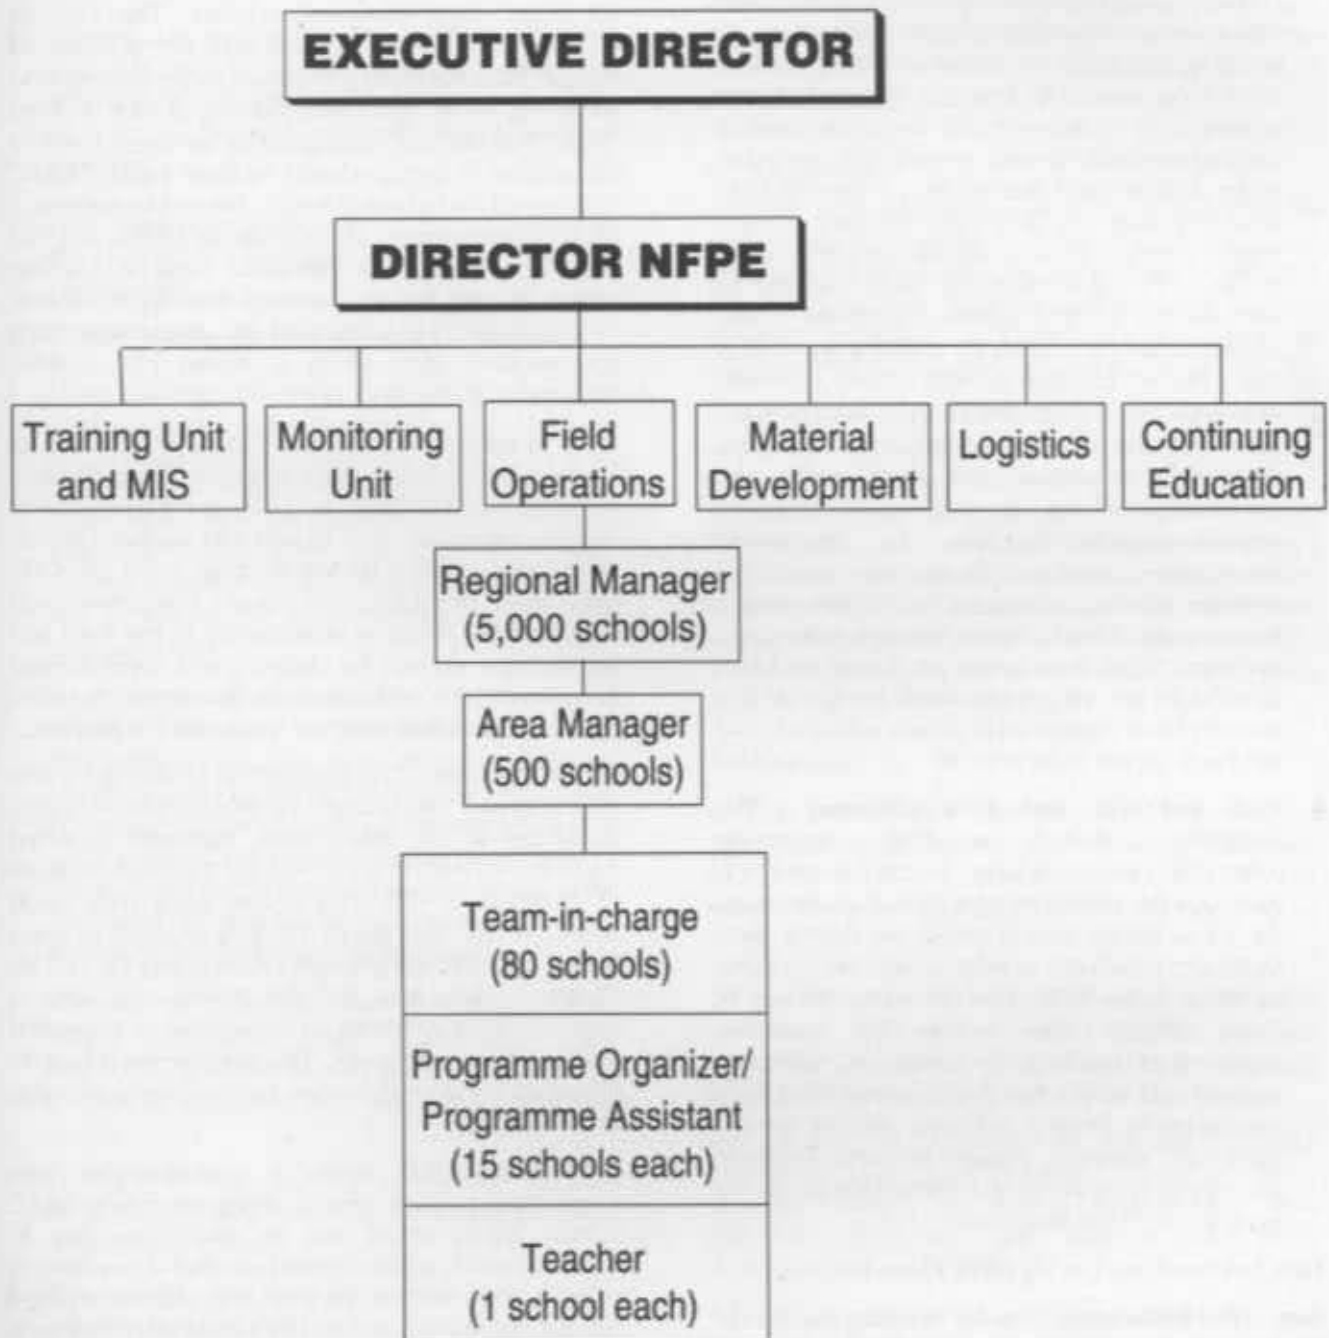 EXECUTIVE DIRECTOR
DIRECTOR NFPE
Training Unit
and MIS
Monitoring
Unit
Field
Operations
Material
Development
Logistics
Continuing
Education
Regional Manager
(5,000 schools)
Area Manager
(500 schools)
Team-in-charge
(80 schools)
Programme Organizer/
Programme Assistant
(15 schools each)
Teacher
(1 school each)